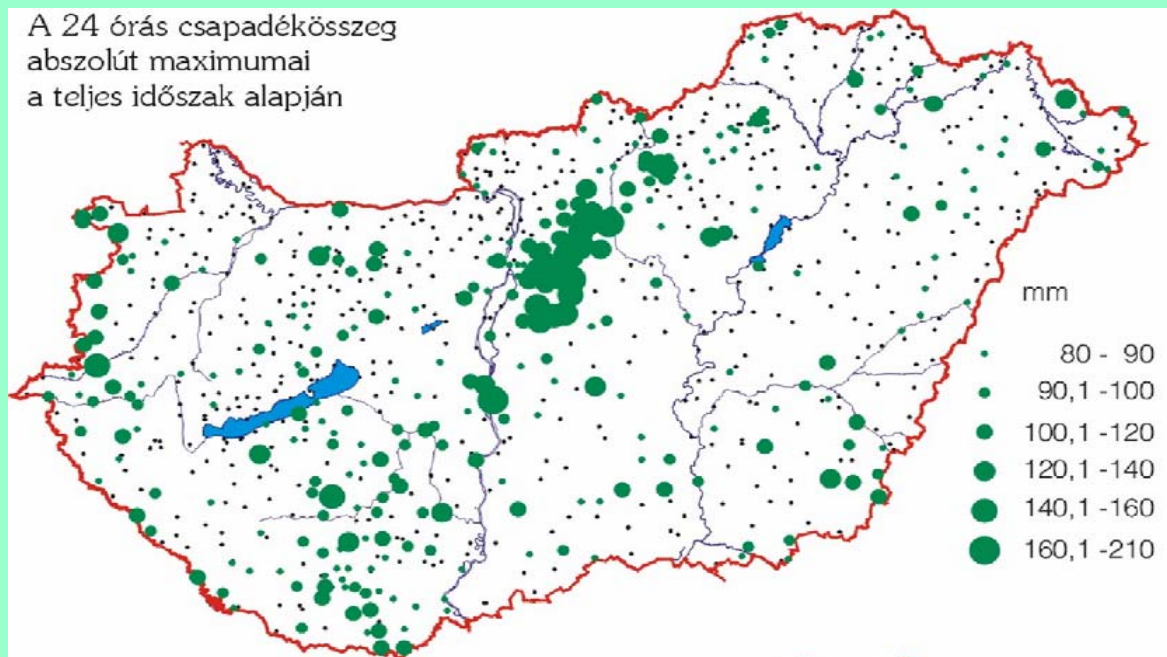 A 24 órás csapadékösszeg
abszolút maximumai
a teljes időszak alapján
mm
80 - 90
90,1 -100
100,1 -120
120,1 -140
140,1 -160
160,1 -210